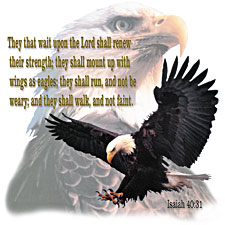 They that wait upon the Lord shall renew
their strength; they shall mount up with
wings as eagles; they shall run, and not be
weary; and they shall walk, and not faint.
Isaiah 40:31